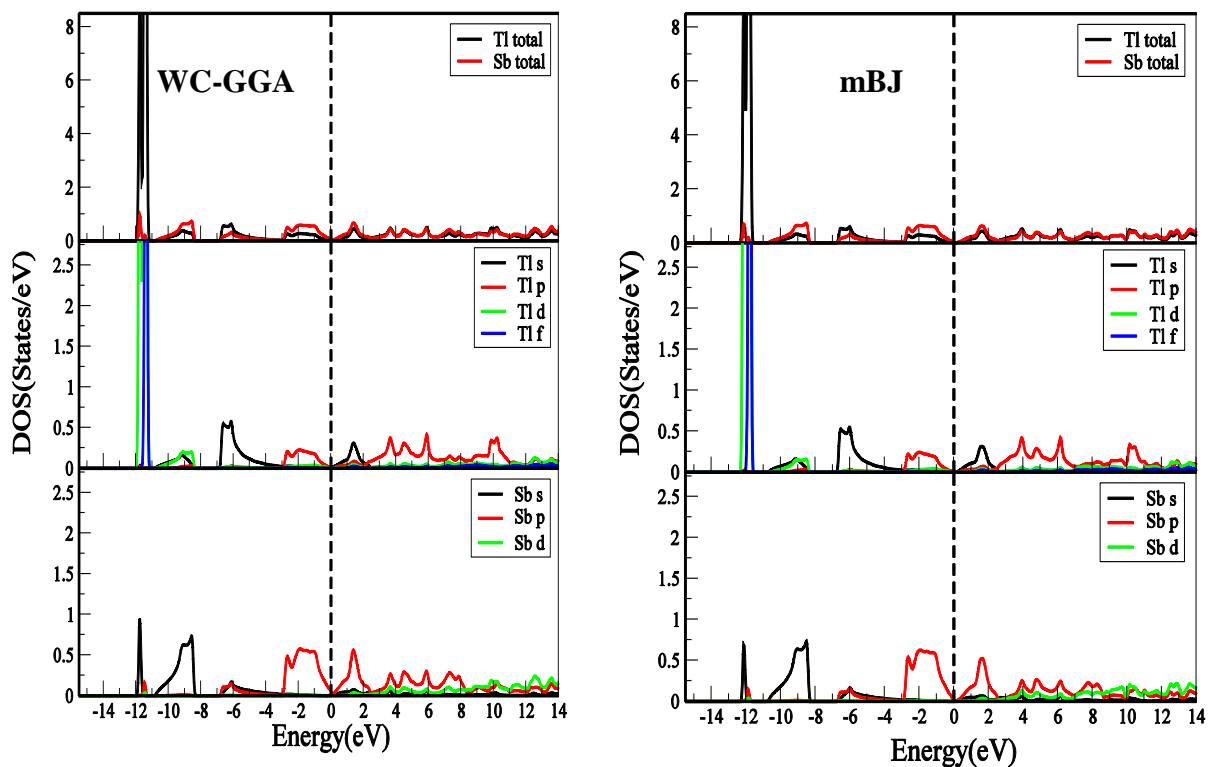 WC-GGA
Tl total
Sb total
8
6
4
2
0
Tl s
Tl p
Tl d
Tl f
2.5
2
1.5
1
0.5
0
Sb s
Sb p
Sb d
2.5
2
1.5
1
0.5
0
-14 -12 -10 -8 -6 -4 -2 0 2 4 6 8 10 12 14
Energy(eV)
DOS(States/eV)
mBJ
Tl total
Sb total
8
6
4
2
0
Tl s
Tl p
Tl d
Tl f
2.5
2
1.5
1
0.5
0
Sb s
Sb p
Sb d
2.5
2
1.5
1
0.5
0
-14 -12 -10 -8 -6 -4 -2 0 2 4 6 8 10 12 14
Energy(eV)
DOS(States/eV)